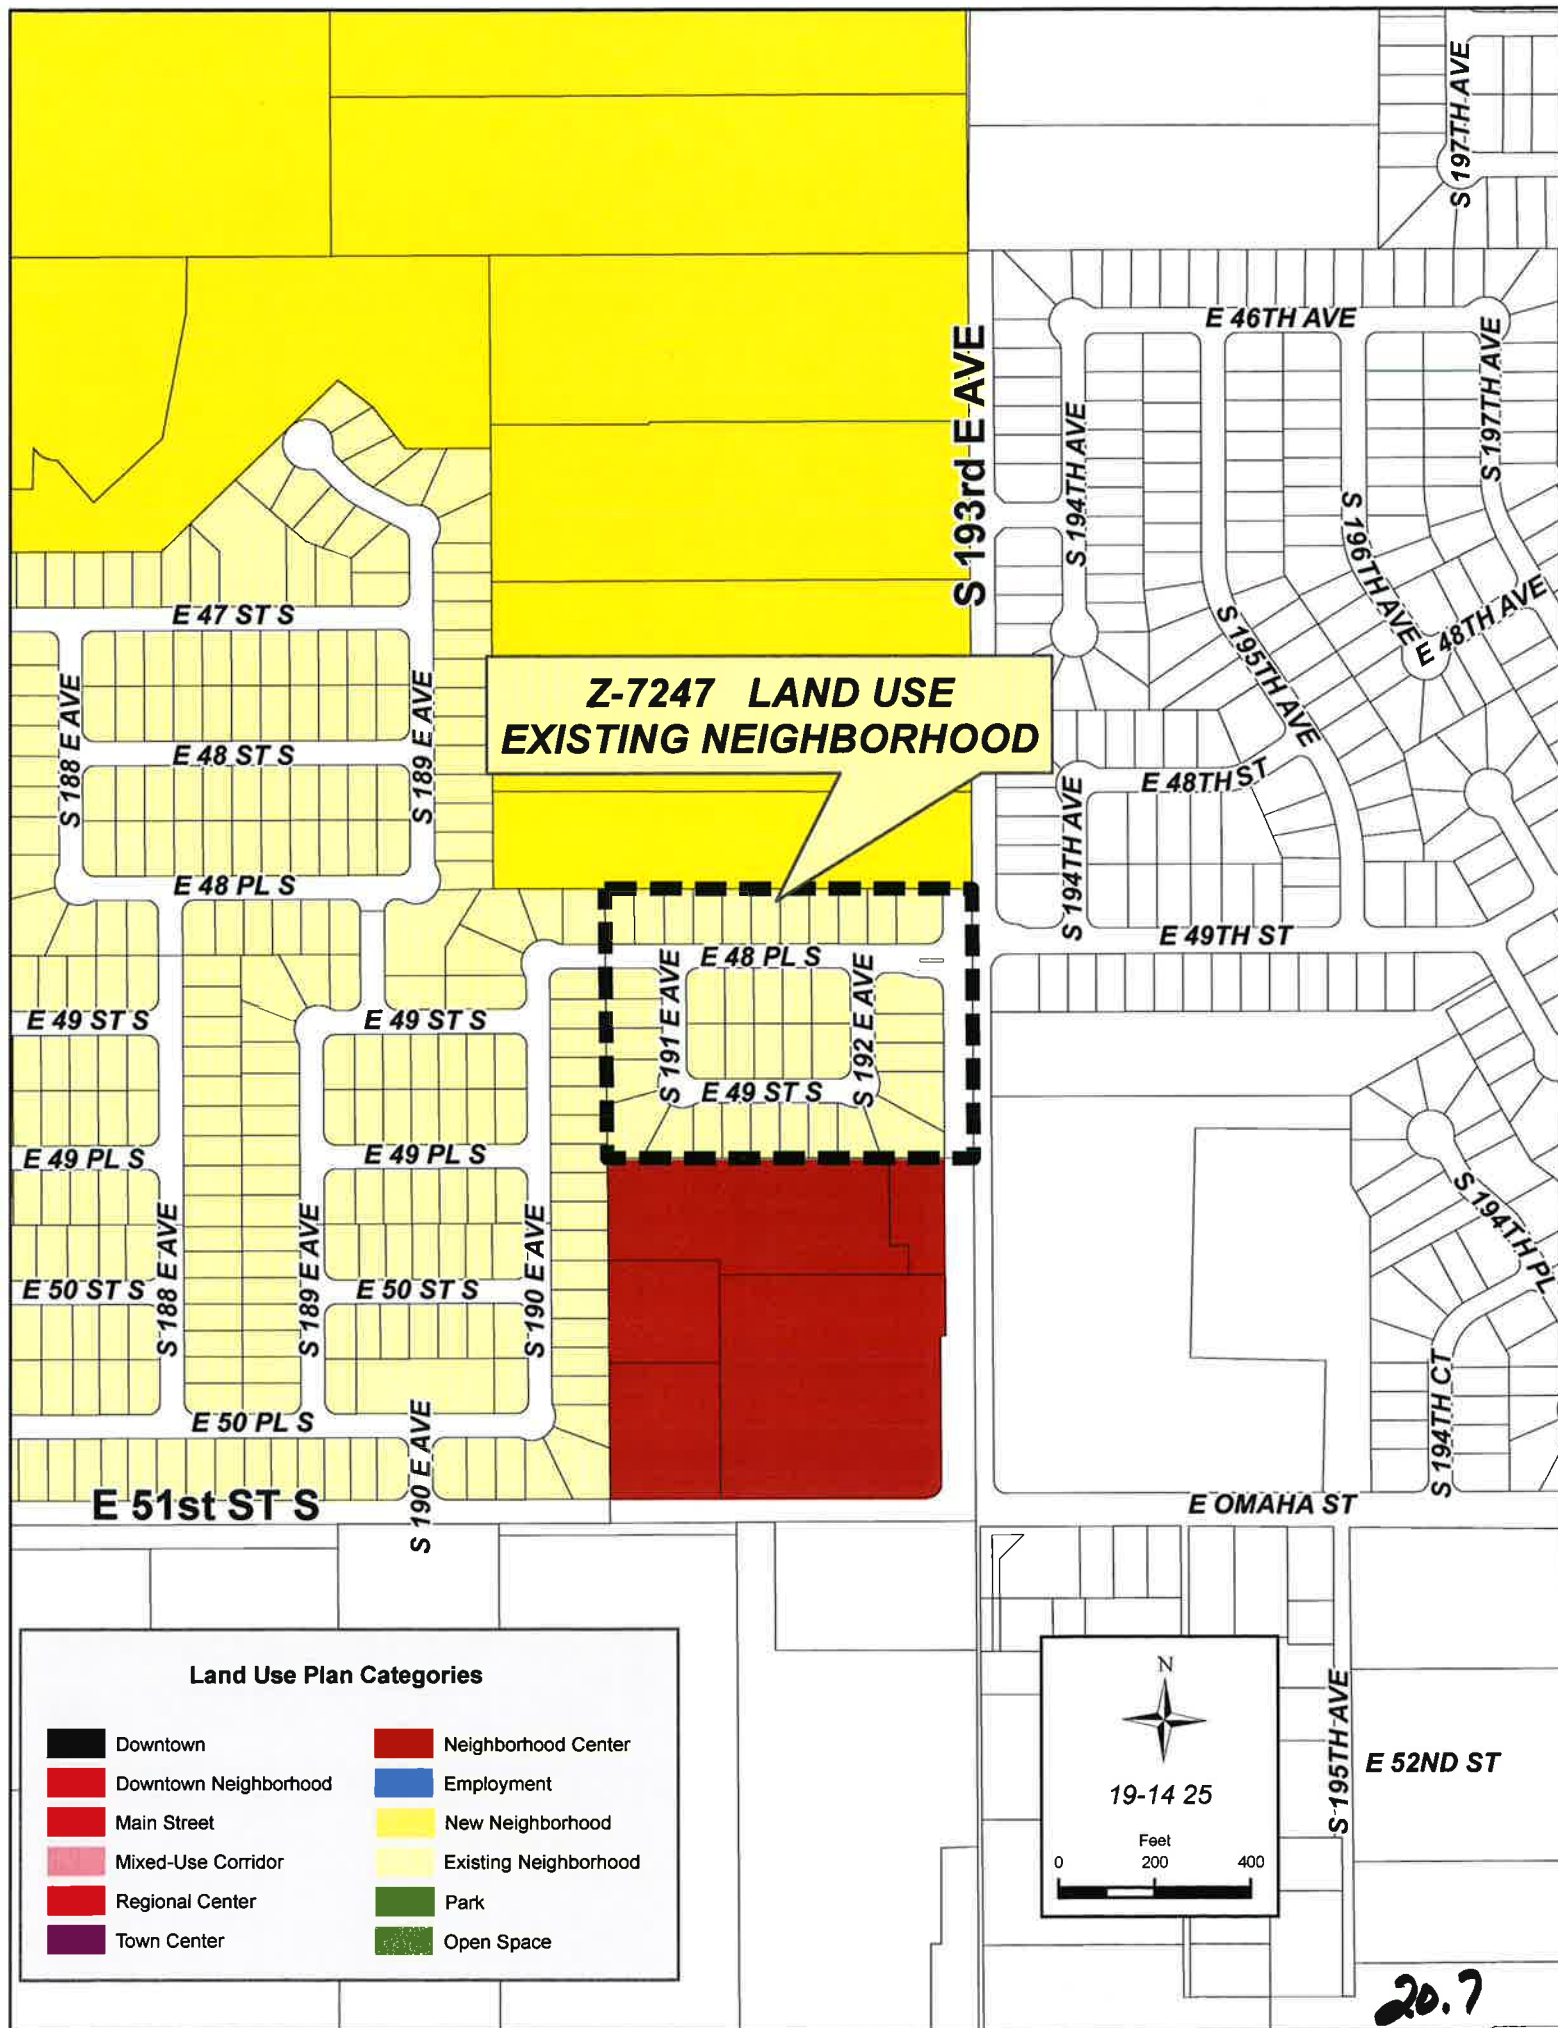 S 197TH AVE
E 46TH AVE
S 193rd E AVE
S 194TH AVE
S 197TH AVE
S 196TH AVE
E 48TH AVE
S 195TH AVE
E 47 ST S
S 188 E AVE
S 189 E AVE
E 48 ST S
Z-7247 LAND USE
EXISTING NEIGHBORHOOD
E 48TH ST
S 194TH AVE
E 48 PL S
E 49TH ST
E 48 PL S
S 191 E AVE
S 192 E AVE
E 49 ST S
E 49 ST S
E 49 ST S
E 49 PL S
E 49 PL S
S 188 E AVE
S 189 E AVE
S 190 E AVE
S 194TH PL
E 50 ST S
E 50 ST S
S 194TH CT
E 50 PL S
S 190 E AVE
E 51st ST S
E OMAHA ST
Land Use Plan Categories
Downtown
Downtown Neighborhood
Main Street
Mixed-Use Corridor
Regional Center
Town Center
Neighborhood Center
Employment
New Neighborhood
Existing Neighborhood
Park
Open Space
N
19-14 25
Feet
0 200 400
S 195TH AVE
E 52ND ST
20.7